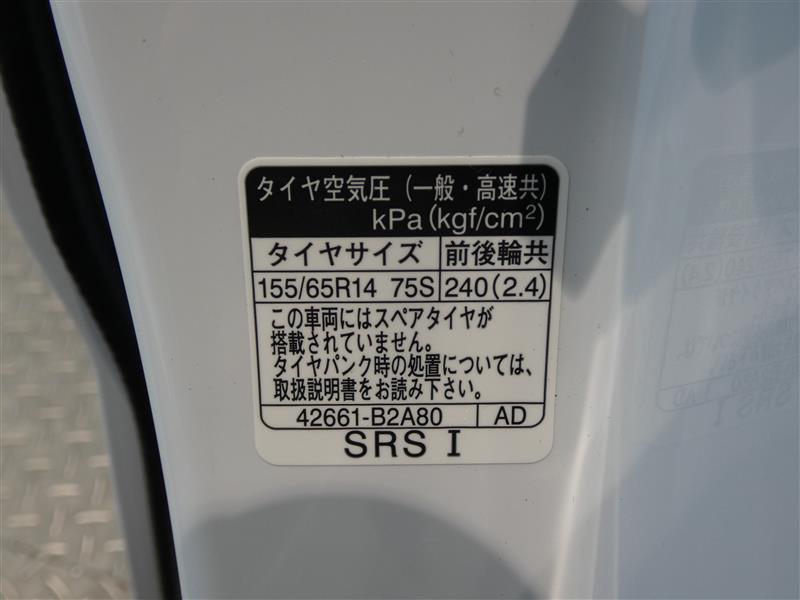 タイヤ空気圧(一般・高速共)
kPa(kgf/cm²)
タイヤサイズ 前後輪共
155/65R14 75S 240(2.4)
この車両にはスペアタイヤが
搭載されていません。
タイヤパンク時の処置については、
取扱説明書をお読み下さい。
42661-B2A80 AD
SRS I